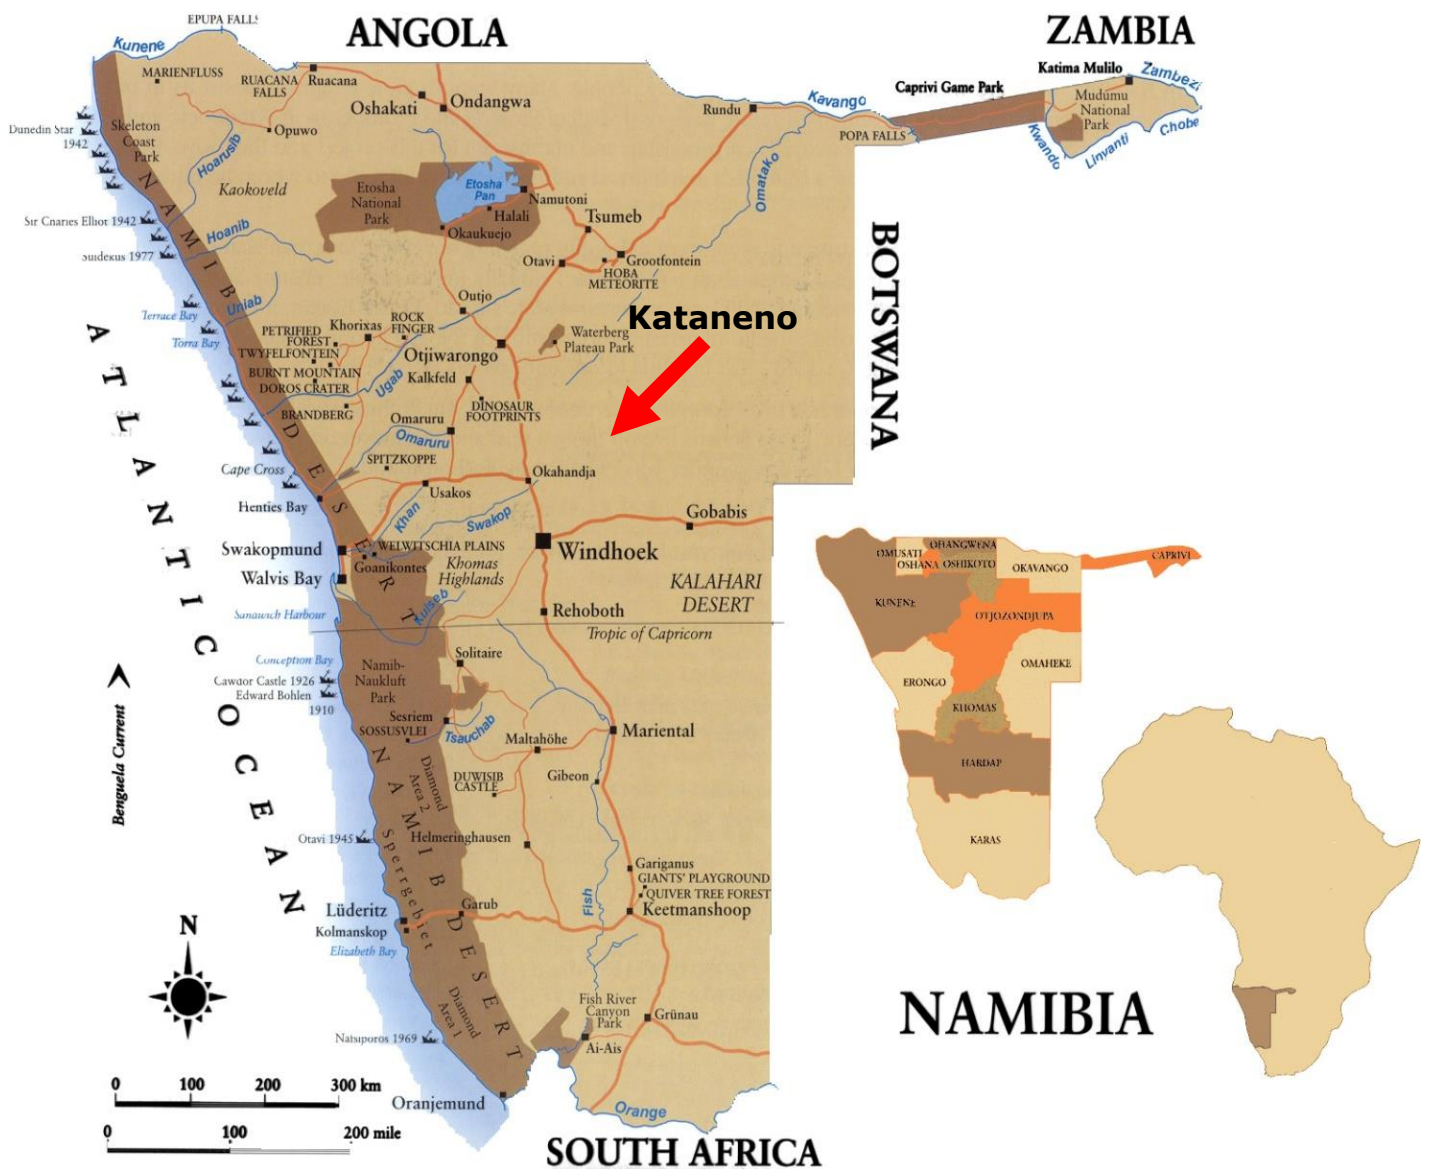 EPUPA FALLS
ANGOLA
ZAMBIA
Kunene
MARIENFLUSS
RUACANA
FALLS
Ruacana
Oshakati
Ondangwa
Opuwo
Rundu
Kavango
POPA FALLS
Caprivi Game Park
Katima Mulilo
Zambezi
Mudumu
National
Park
Kwando
Linyanti
Chobe
Dunedin Star
1942
Skeleton
Coast
Park
Hoarusib
Kaokoveld
Etosha
National
Park
Etosha
Pan
Namutoni
Halali
Okaukuejo
Omatako
Tsumeb
Sir Charles Elliot 1942
Hoanib
Suidekus 1977
Otavi
Grootfontein
HOBA
METEORITE
BOTSWANA
NAMIB
DESERT
Outjo
Uniab
Terrace Bay
Torra Bay
PETRIFIED
FOREST
Khorixas
ROCK
FINGER
TWYFELFONTEIN
BURNT MOUNTAIN
DOROS CRATER
Ugab
BRANDBERG
Otjiwarongo
Waterberg
Plateau Park
Kataneno
Kalkfeld
DINOSAUR
FOOTPRINTS
Omaruru
Omaruru
SPITZKOPPE
Cape Cross
Henties Bay
Usakos
Okahandja
Khan
Swakop
ATLANTIC OCEAN
Swakopmund
Walvis Bay
WELWITSCHIA PLAINS
Goanikontes
Khomas
Highlands
Kuiseb
Windhoek
Gobabis
KALAHARI
DESERT
Rehoboth
Sandwich Harbour
Tropic of Capricorn
Conception Bay
Cawdor Castle 1926
Edward Bohlen
1910
Namib-
Naukluft
Park
Solitaire
Sesriem
SOSSUSVLEI
Tsauchab
Mariental
Maltahöhe
DUWISIB
CASTLE
Gibeon
Benguela Current
Diamond
Area 2
NAMIB
DESERT
Sperrgebiet
Otavi 1945
Helmeringhausen
Gariganus
GIANTS' PLAYGROUND
QUIVER TREE FOREST
Keetmanshoop
Fish
Lüderitz
Kolmanskop
Garub
Elizabeth Bay
N
Diamond
Area 1
Fish River
Canyon
Park
Ai-Ais
Grünau
Natsiporos 1969
Oranjemund
Orange
SOUTH AFRICA
0 100 200 300 km
0 100 200 mile
OMUSATI
OHANGWENA
OSHANA
OSHIKOTO
OKAVANGO
CAPRIVI
KUNENE
OTJOZONDJUPA
OMAHEKE
ERONGO
KHOMAS
HARDAP
KARAS
NAMIBIA